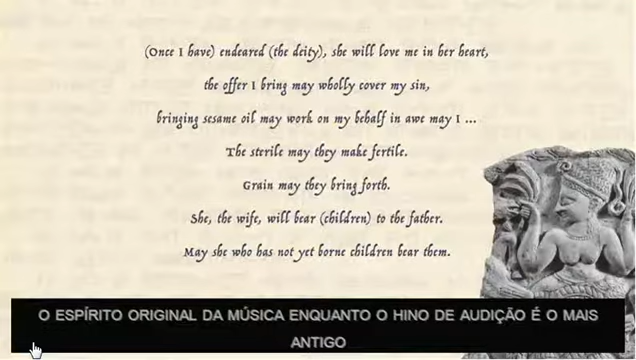 (Once I have) endeared (the deity), she will love me in her heart,
the offer I bring may wholly cover my sin,
bringing sesame oil may work on my behalf in awe may I ...
The sterile may they make fertile.
Grain may they bring forth.
She, the wife, will bear (children) to the father.
May she who has not yet borne children bear them.
O ESPÍRITO ORIGINAL DA MÚSICA ENQUANTO O HINO DE AUDIÇÃO É O MAIS
ANTIGO